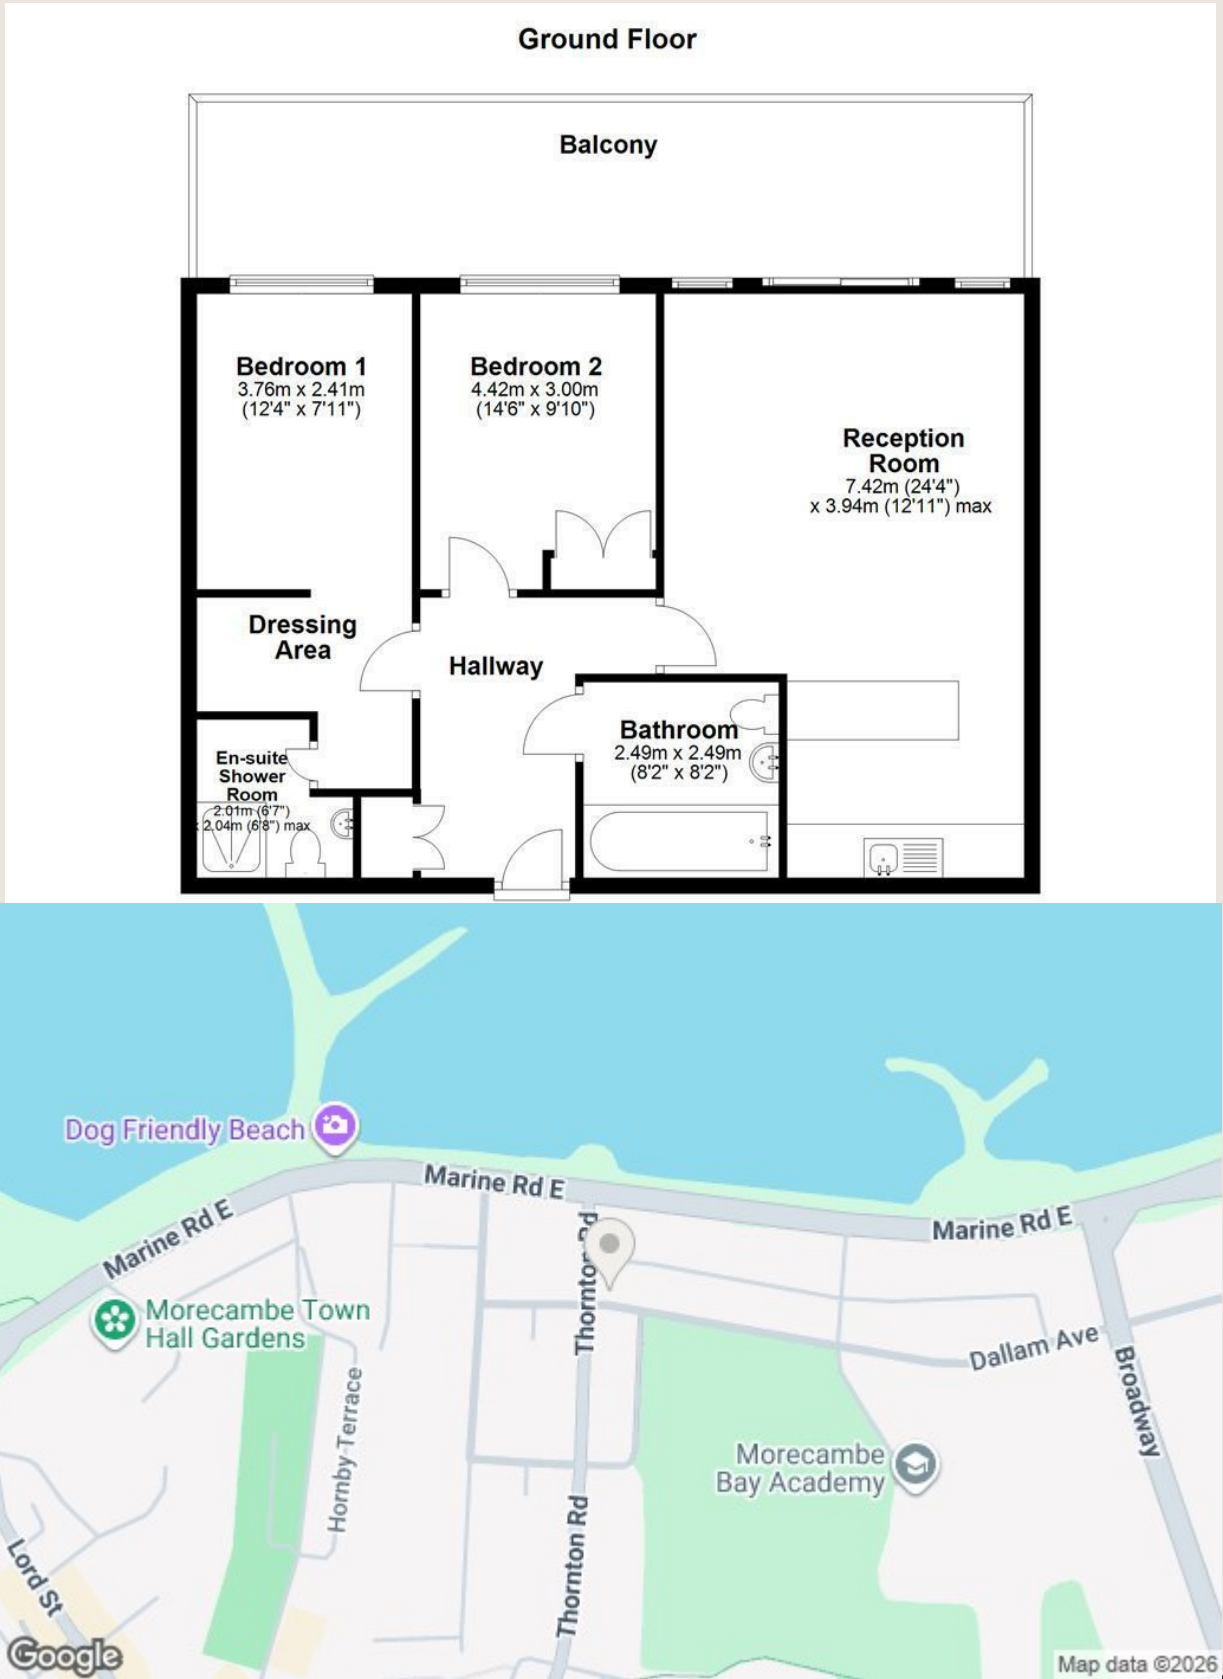 Ground Floor
Balcony
Bedroom 1
3.76m x 2.41m
(12'4" x 7'11")
Bedroom 2
4.42m x 3.00m
(14'6" x 9'10")
Reception
Room
7.42m (24'4")
x 3.94m (12'11") max
Dressing
Area
Hallway
Bathroom
2.49m x 2.49m
(8'2" x 8'2")
En-suite
Shower
Room
2.01m (6'7")
x 2.04m (6'8") max
Dog Friendly Beach
Marine Rd E
Marine Rd E
Marine Rd E
Thornton Rd
Morecambe Town
Hall Gardens
Dallam Ave
Broadway
Hornby Terrace
Morecambe
Bay Academy
Thornton Rd
Lord St
Google
Map data ©2026